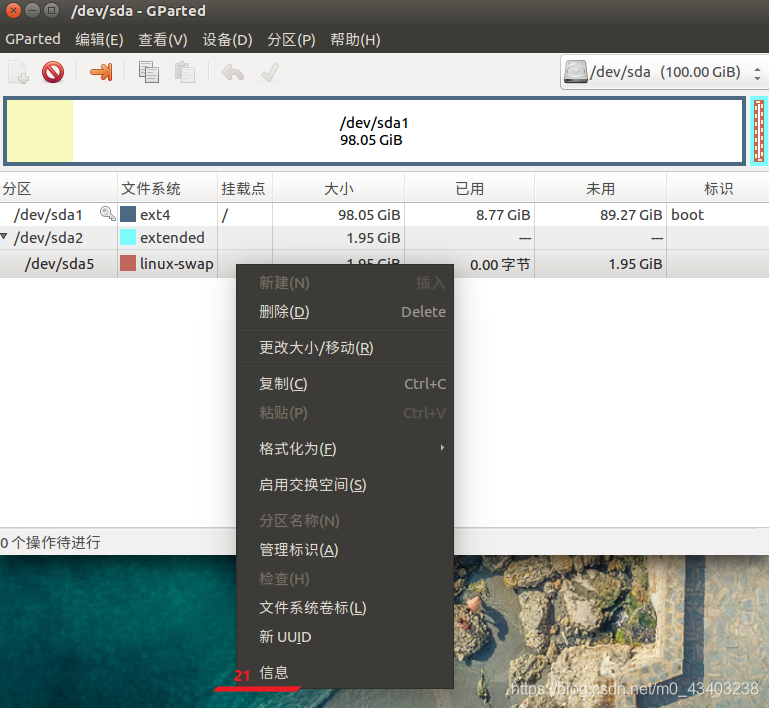 /dev/sda - GParted
GParted 编辑(E) 查看(V) 设备(D) 分区(P) 帮助(H)
/dev/sda (100.00 GiB)
/dev/sda1
98.05 GiB
分区 文件系统 挂载点 大小 已用 未用 标识
/dev/sda1 ext4 / 98.05 GiB 8.77 GiB 89.27 GiB boot
/dev/sda2 extended 1.95 GiB --- ---
/dev/sda5 linux-swap 1.95 GiB 0.00 字节 1.95 GiB
新建(N) 插入
删除(D) Delete
更改大小/移动(R)
复制(C) Ctrl+C
粘贴(P) Ctrl+V
格式化为(F)
启用交换空间(S)
分区名称(N)
0 个操作待进行
管理标识(A)
检查(H)
文件系统卷标(L)
新 UUID
21 信息
https://blog.csdn.net/m0_43403238